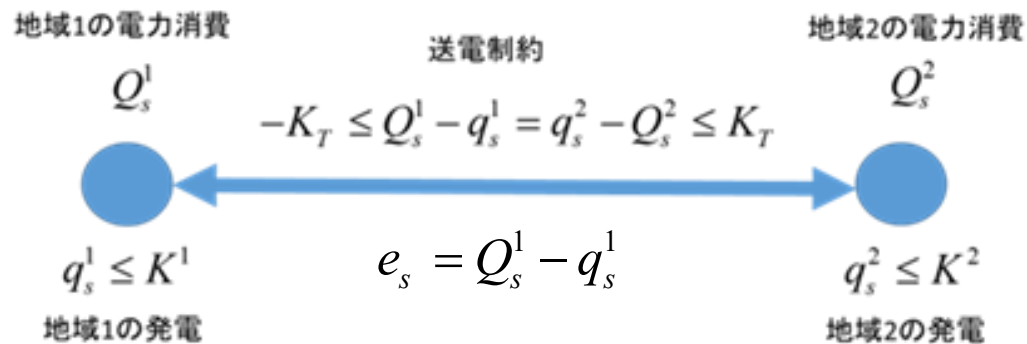 地域1の電力消費
地域2の電力消費
送電制約
Q_s^1
Q_s^2
−K_T ≤ Q_s^1 − q_s^1 = q_s^2 − Q_s^2 ≤ K_T
q_s^1 ≤ K^1
e_s = Q_s^1 − q_s^1
q_s^2 ≤ K^2
地域1の発電
地域2の発電